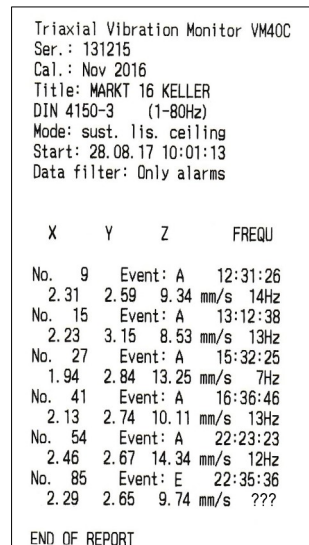 Triaxial Vibration Monitor VM40C
Ser.: 131215
Cal.: Nov 2016
Title: MARKT 16 KELLER
DIN 4150-3 (1-80Hz)
Mode: sust. lis. ceiling
Start: 28.08.17 10:01:13
Data filter: Only alarms
X Y Z FREQU
No. 9 Event: A 12:31:26
2.31 2.59 9.34 mm/s 14Hz
No. 15 Event: A 13:12:38
2.23 3.15 8.53 mm/s 13Hz
No. 27 Event: A 15:32:25
1.94 2.84 13.25 mm/s 7Hz
No. 41 Event: A 16:36:46
2.13 2.74 10.11 mm/s 13Hz
No. 54 Event: A 22:23:23
2.46 2.67 14.34 mm/s 12Hz
No. 85 Event: E 22:35:36
2.29 2.65 9.74 mm/s ???
END OF REPORT